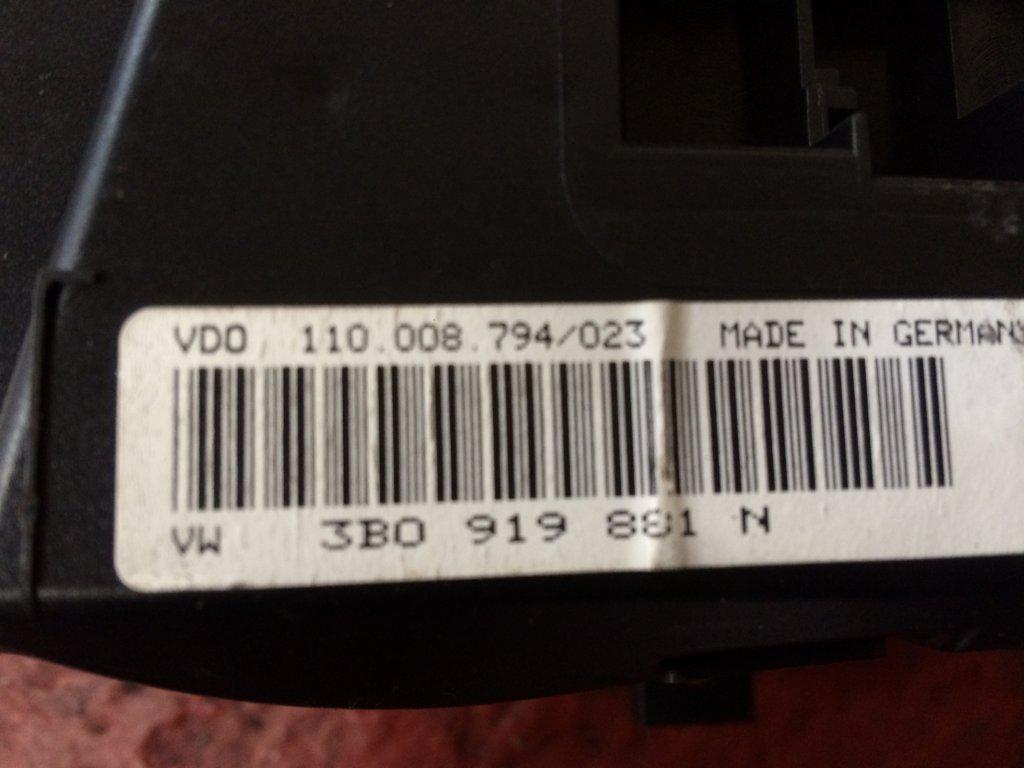 VDO 110.008.794/023 MADE IN GERMANY
VW 3B0 919 881 N